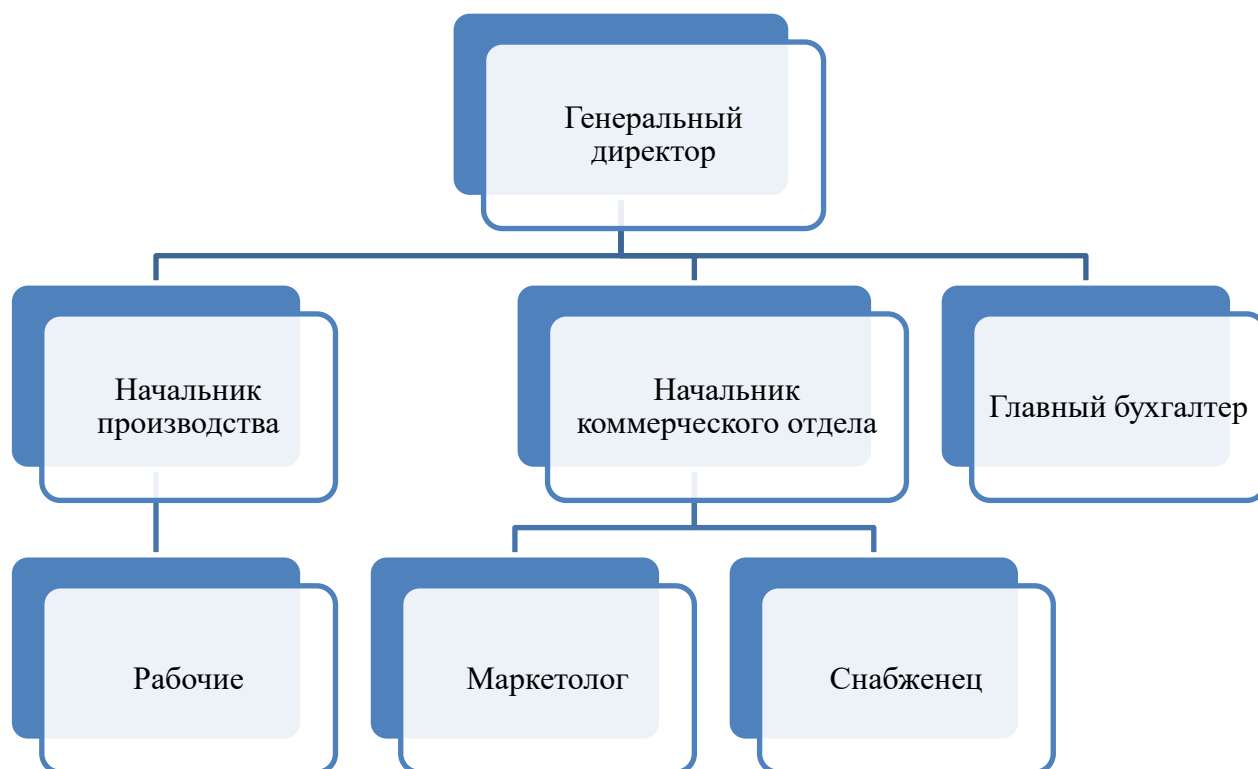 Генеральный
директор
Начальник
производства
Начальник
коммерческого отдела
Главный бухгалтер
Рабочие
Маркетолог
Снабженец